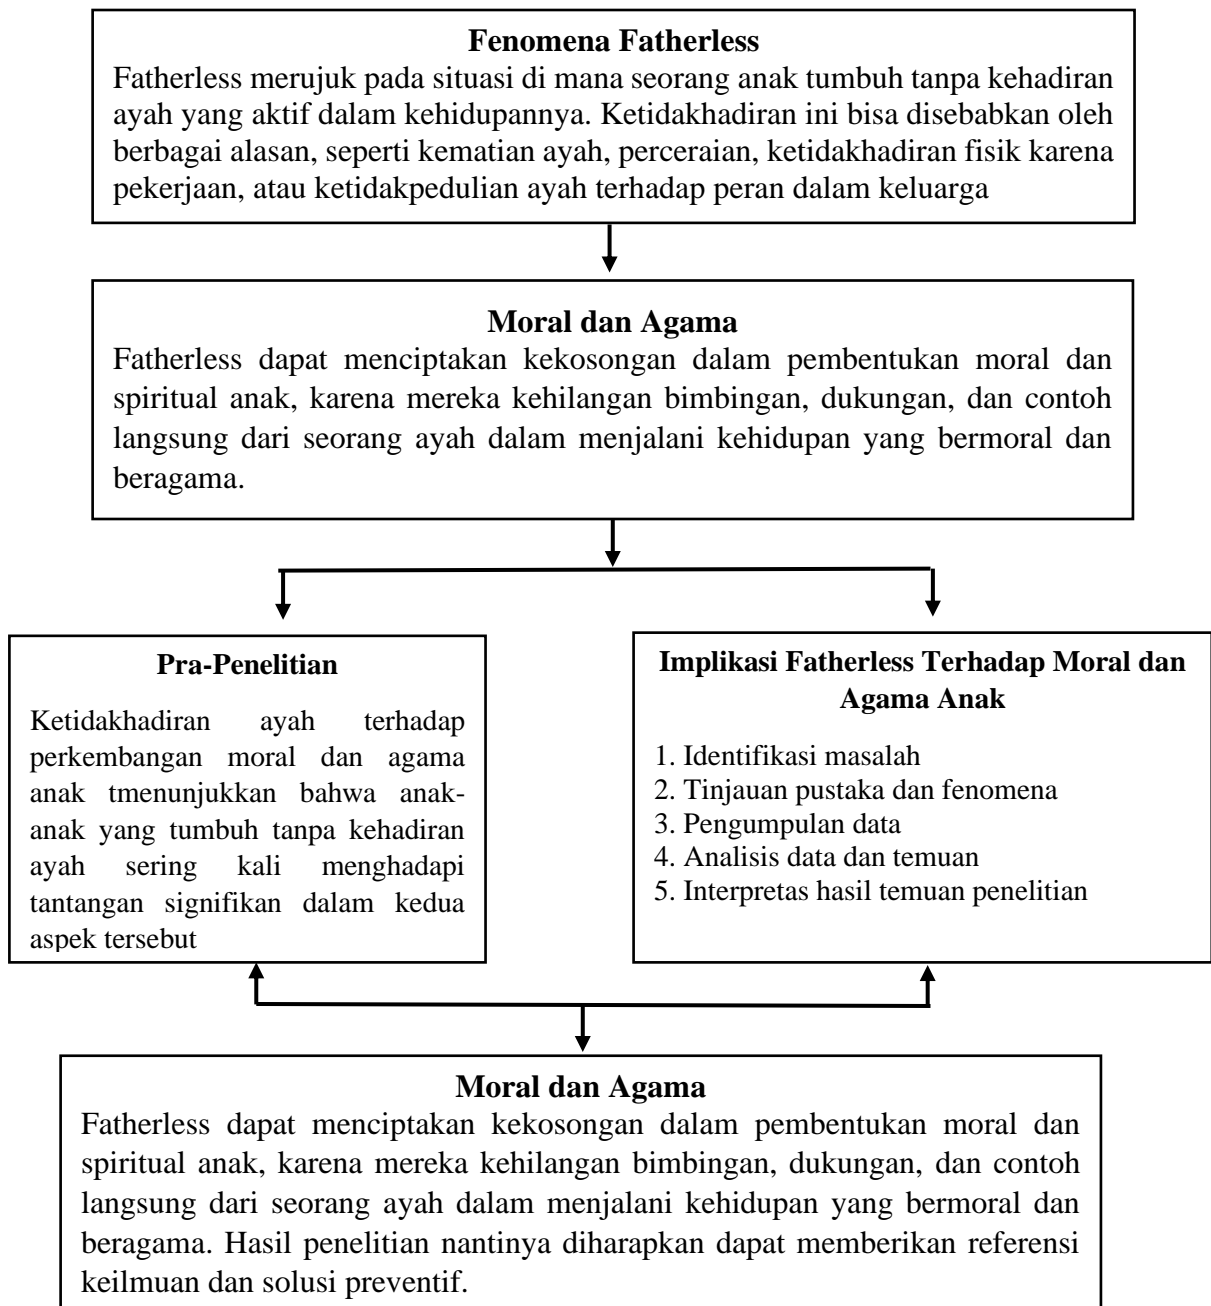 Fenomena Fatherless
Fatherless merujuk pada situasi di mana seorang anak tumbuh tanpa kehadiran
ayah yang aktif dalam kehidupannya. Ketidakhadiran ini bisa disebabkan oleh
berbagai alasan, seperti kematian ayah, perceraian, ketidakhadiran fisik karena
pekerjaan, atau ketidakpedulian ayah terhadap peran dalam keluarga
Moral dan Agama
Fatherless dapat menciptakan kekosongan dalam pembentukan moral dan
spiritual anak, karena mereka kehilangan bimbingan, dukungan, dan contoh
langsung dari seorang ayah dalam menjalani kehidupan yang bermoral dan
beragama.
Pra-Penelitian
Ketidakhadiran ayah terhadap
perkembangan moral dan agama
anak tmenunjukkan bahwa anak-
anak yang tumbuh tanpa kehadiran
ayah sering kali menghadapi
tantangan signifikan dalam kedua
aspek tersebut
Implikasi Fatherless Terhadap Moral dan
Agama Anak
1. Identifikasi masalah
2. Tinjauan pustaka dan fenomena
3. Pengumpulan data
4. Analisis data dan temuan
5. Interpretas hasil temuan penelitian
Moral dan Agama
Fatherless dapat menciptakan kekosongan dalam pembentukan moral dan
spiritual anak, karena mereka kehilangan bimbingan, dukungan, dan contoh
langsung dari seorang ayah dalam menjalani kehidupan yang bermoral dan
beragama. Hasil penelitian nantinya diharapkan dapat memberikan referensi
keilmuan dan solusi preventif.